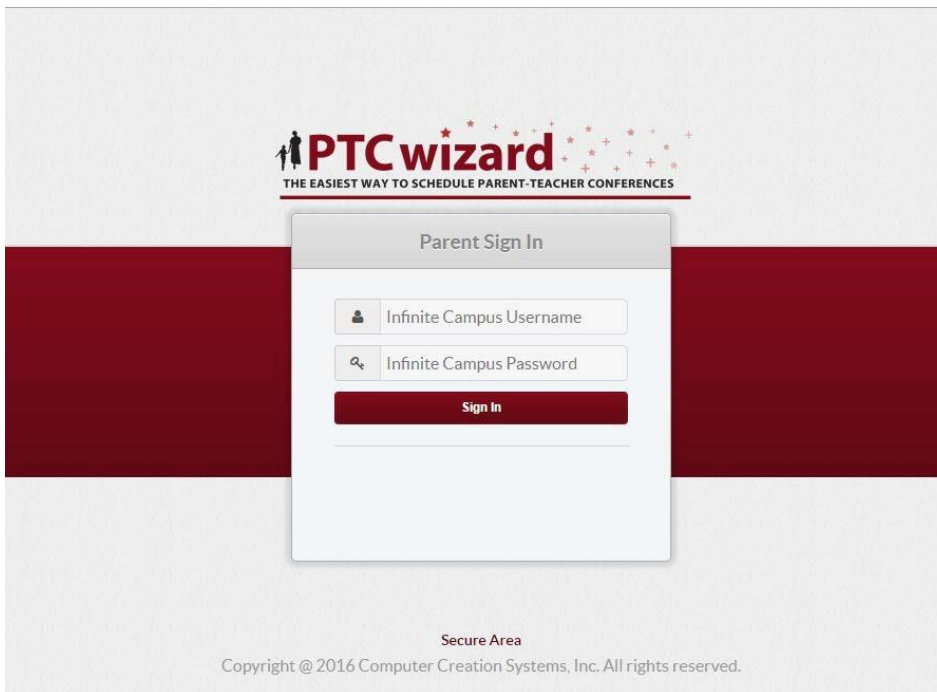 PTCwizard
THE EASIEST WAY TO SCHEDULE PARENT-TEACHER CONFERENCES
Parent Sign In
Infinite Campus Username
Infinite Campus Password
Sign In
Secure Area
Copyright @ 2016 Computer Creation Systems, Inc. All rights reserved.